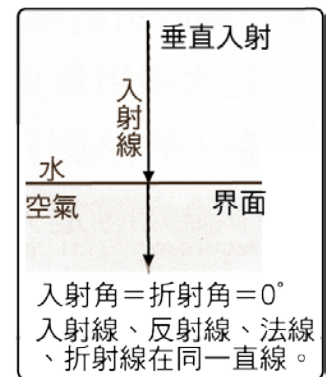 垂直入射
入射線
水
空氣
界面
入射角＝折射角＝0°
入射線、反射線、法線
、折射線在同一直線。